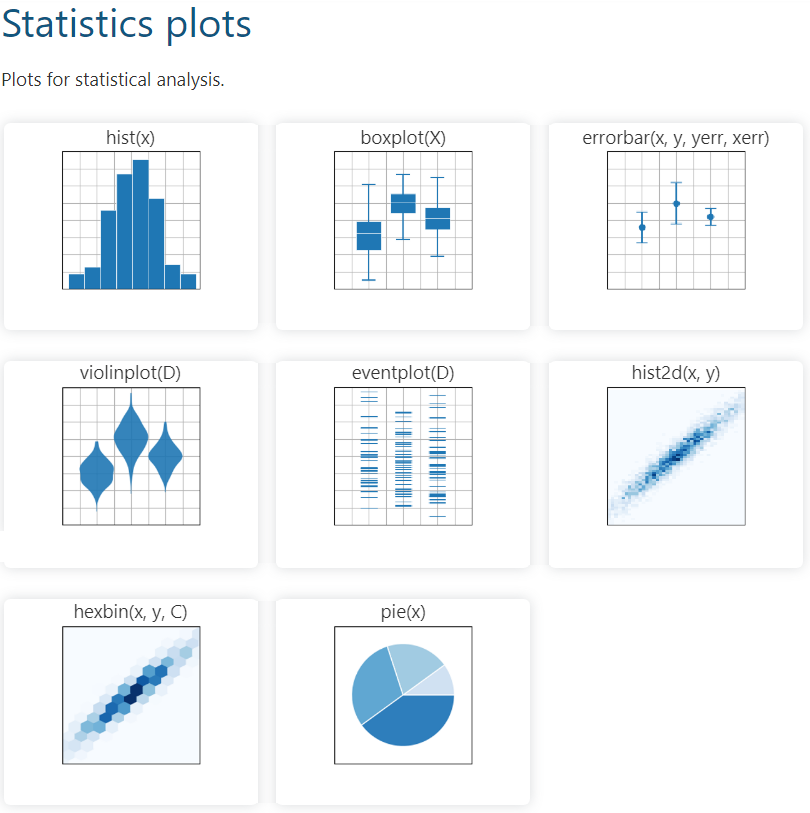 Statistics plots
Plots for statistical analysis.
hist(x)
boxplot(X)
errorbar(x, y, yerr, xerr)
violinplot(D)
eventplot(D)
hist2d(x, y)
hexbin(x, y, C)
pie(x)